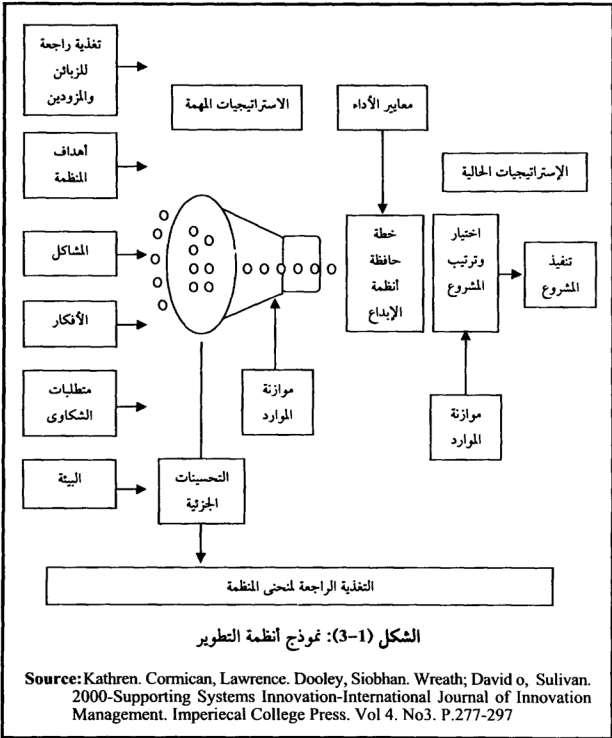 تغذية راجعة
للزبائن
والمزودين
الاستراتيجيات المهمة
معايير الأداء
أهداف
المنظمة
الإستراتيجيات الحالية
المشاكل
خطة
حافظة
أنظمة
الإبداع
اختيار
وترتيب
المشروع
تنفيذ
المشروع
الأفكار
متطلبات
الشكاوى
موازنة
الموارد
موازنة
الموارد
البيئة
التحسينات
الجزئية
التغذية الراجعة لمنحنى المنظمة
الشكل (1-3): نموذج أنظمة التطوير
Source: Kathren. Cormican, Lawrence. Dooley, Siobhan. Wreath; David o, Sulivan.
2000-Supporting Systems Innovation-International Journal of Innovation
Management. Imperiecal College Press. Vol 4. No3. P.277-297